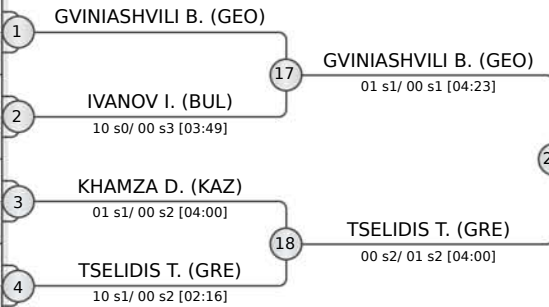 GVINIASHVILI B. (GEO)
1
17
GVINIASHVILI B. (GEO)
01 s1/ 00 s1 [04:23]
IVANOV I. (BUL)
2
10 s0/ 00 s3 [03:49]
2
KHAMZA D. (KAZ)
3
01 s1/ 00 s2 [04:00]
18
TSELIDIS T. (GRE)
00 s2/ 01 s2 [04:00]
TSELIDIS T. (GRE)
4
10 s1/ 00 s2 [02:16]